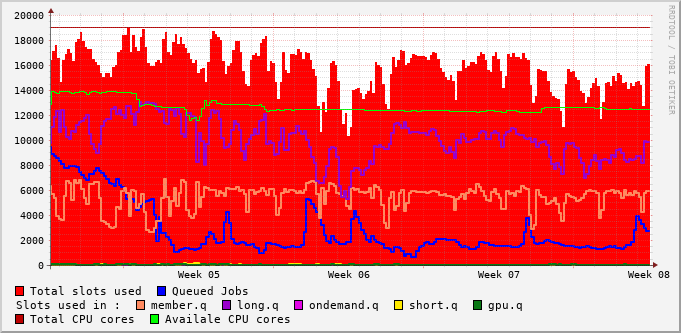 20000
18000
16000
14000
12000
10000
8000
6000
4000
2000
0
Week 05 Week 06 Week 07 Week 08
RRDTOOL / TOBI OETIKER
Total slots used Queued Jobs
Slots used in : member.q long.q ondemand.q short.q gpu.q
Total CPU cores Availale CPU cores